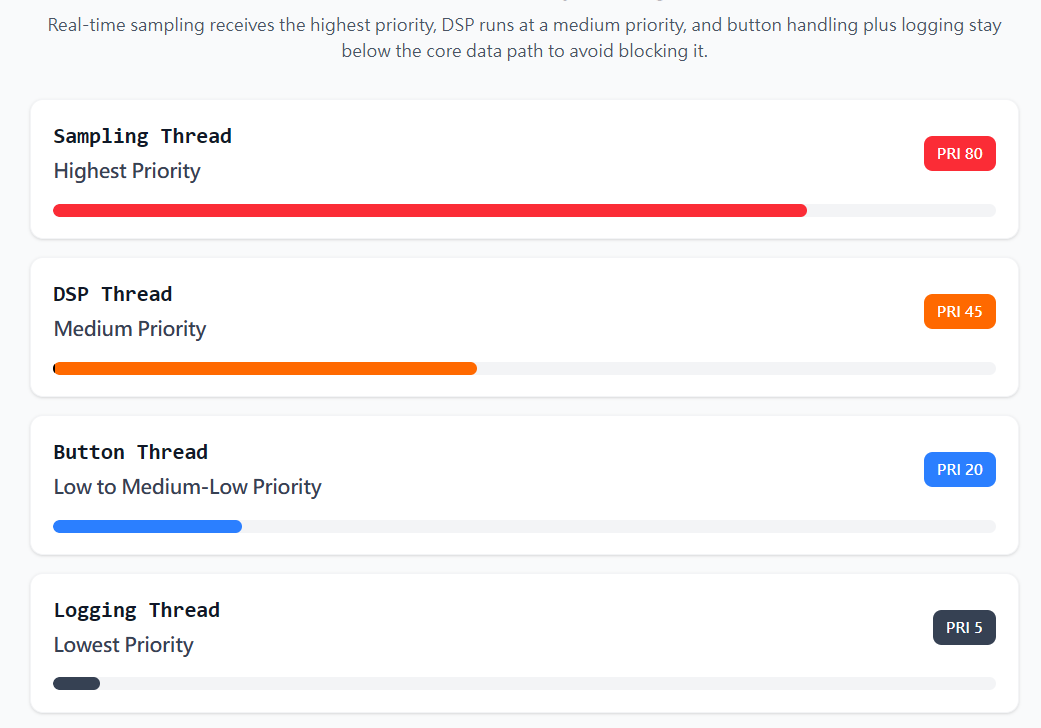 Real-time sampling receives the highest priority, DSP runs at a medium priority, and button handling plus logging stay
below the core data path to avoid blocking it.
Sampling Thread
Highest Priority
PRI 80
DSP Thread
Medium Priority
PRI 45
Button Thread
Low to Medium-Low Priority
PRI 20
Logging Thread
Lowest Priority
PRI 5